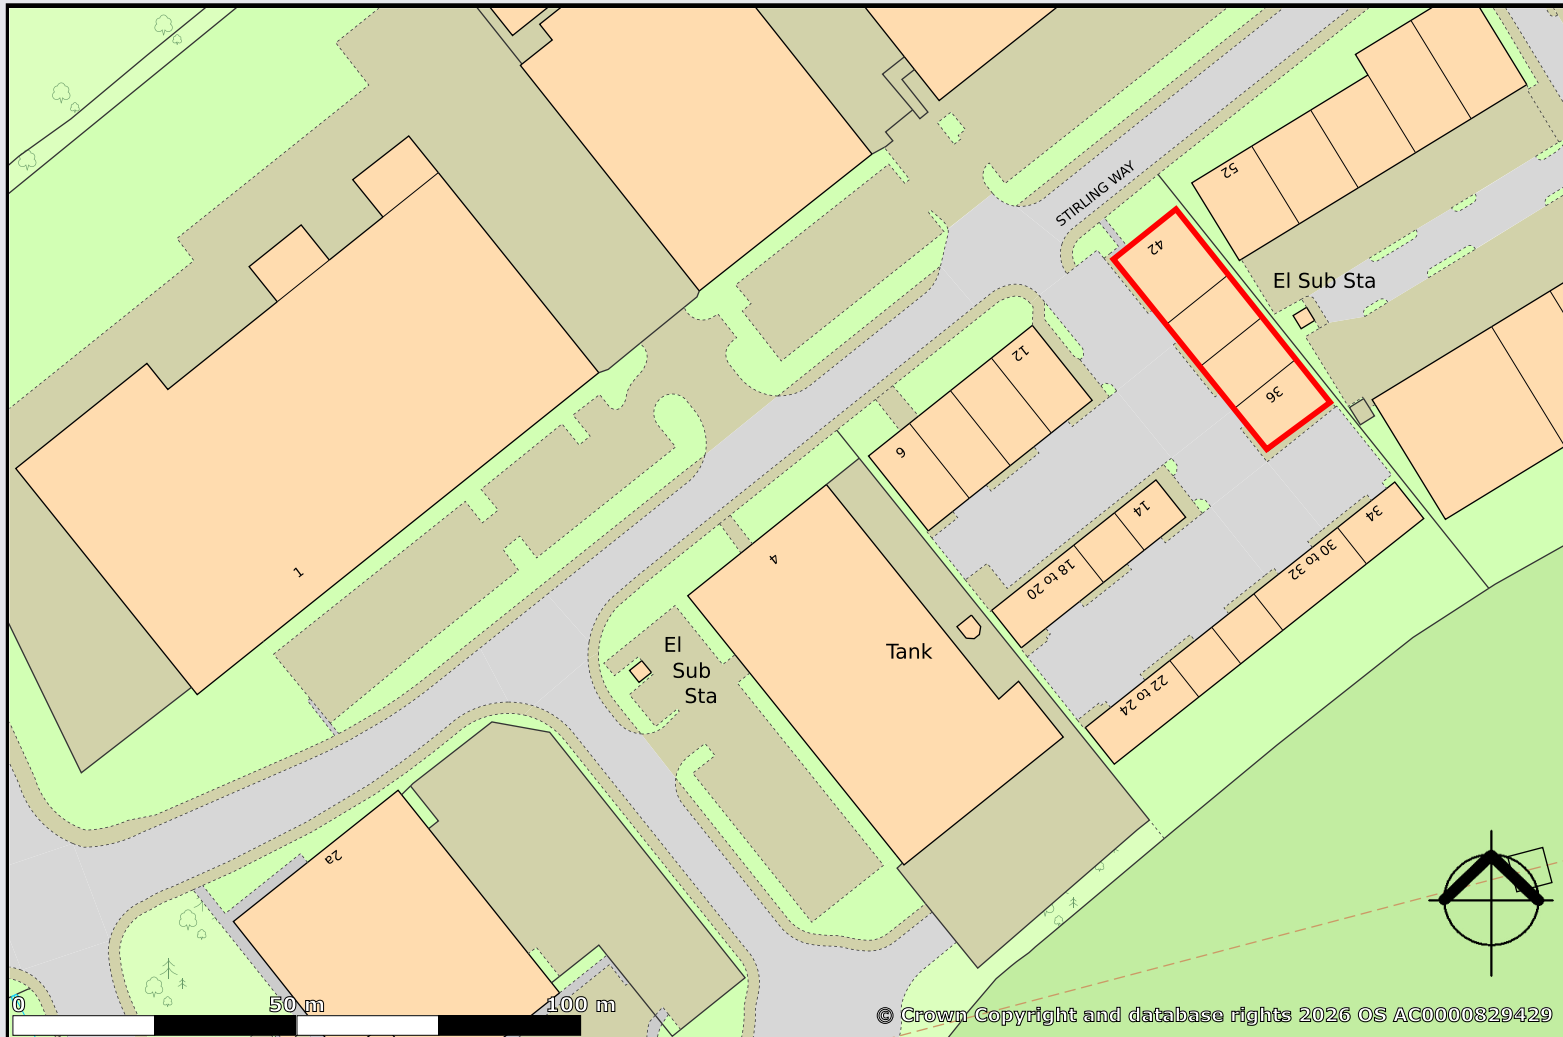 STIRLING WAY
52
42
El Sub Sta
12
36
6
14
34
1
4
18 to 20
30 to 32
El
Sub
Sta
Tank
22 to 24
2a
0
50 m
100 m
© Crown Copyright and database rights 2026 OS AC0000829429